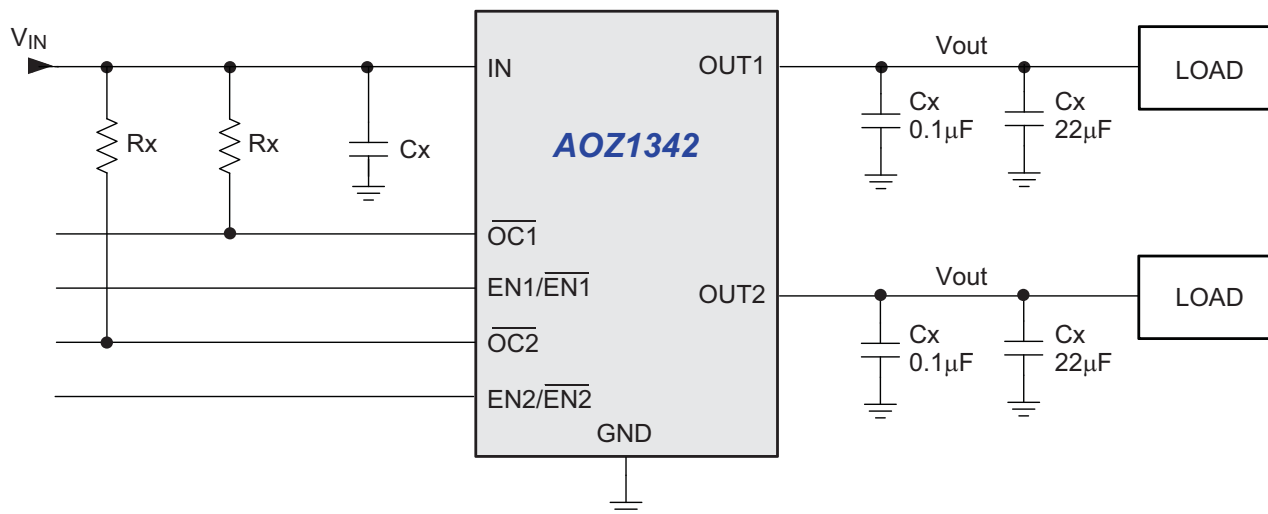 VIN
IN
OUT1
Vout
LOAD
Rx
Rx
Cx
AOZ1342
Cx
0.1μF
Cx
22μF
OC1
EN1/EN1
OC2
EN2/EN2
GND
OUT2
Vout
LOAD
Cx
0.1μF
Cx
22μF